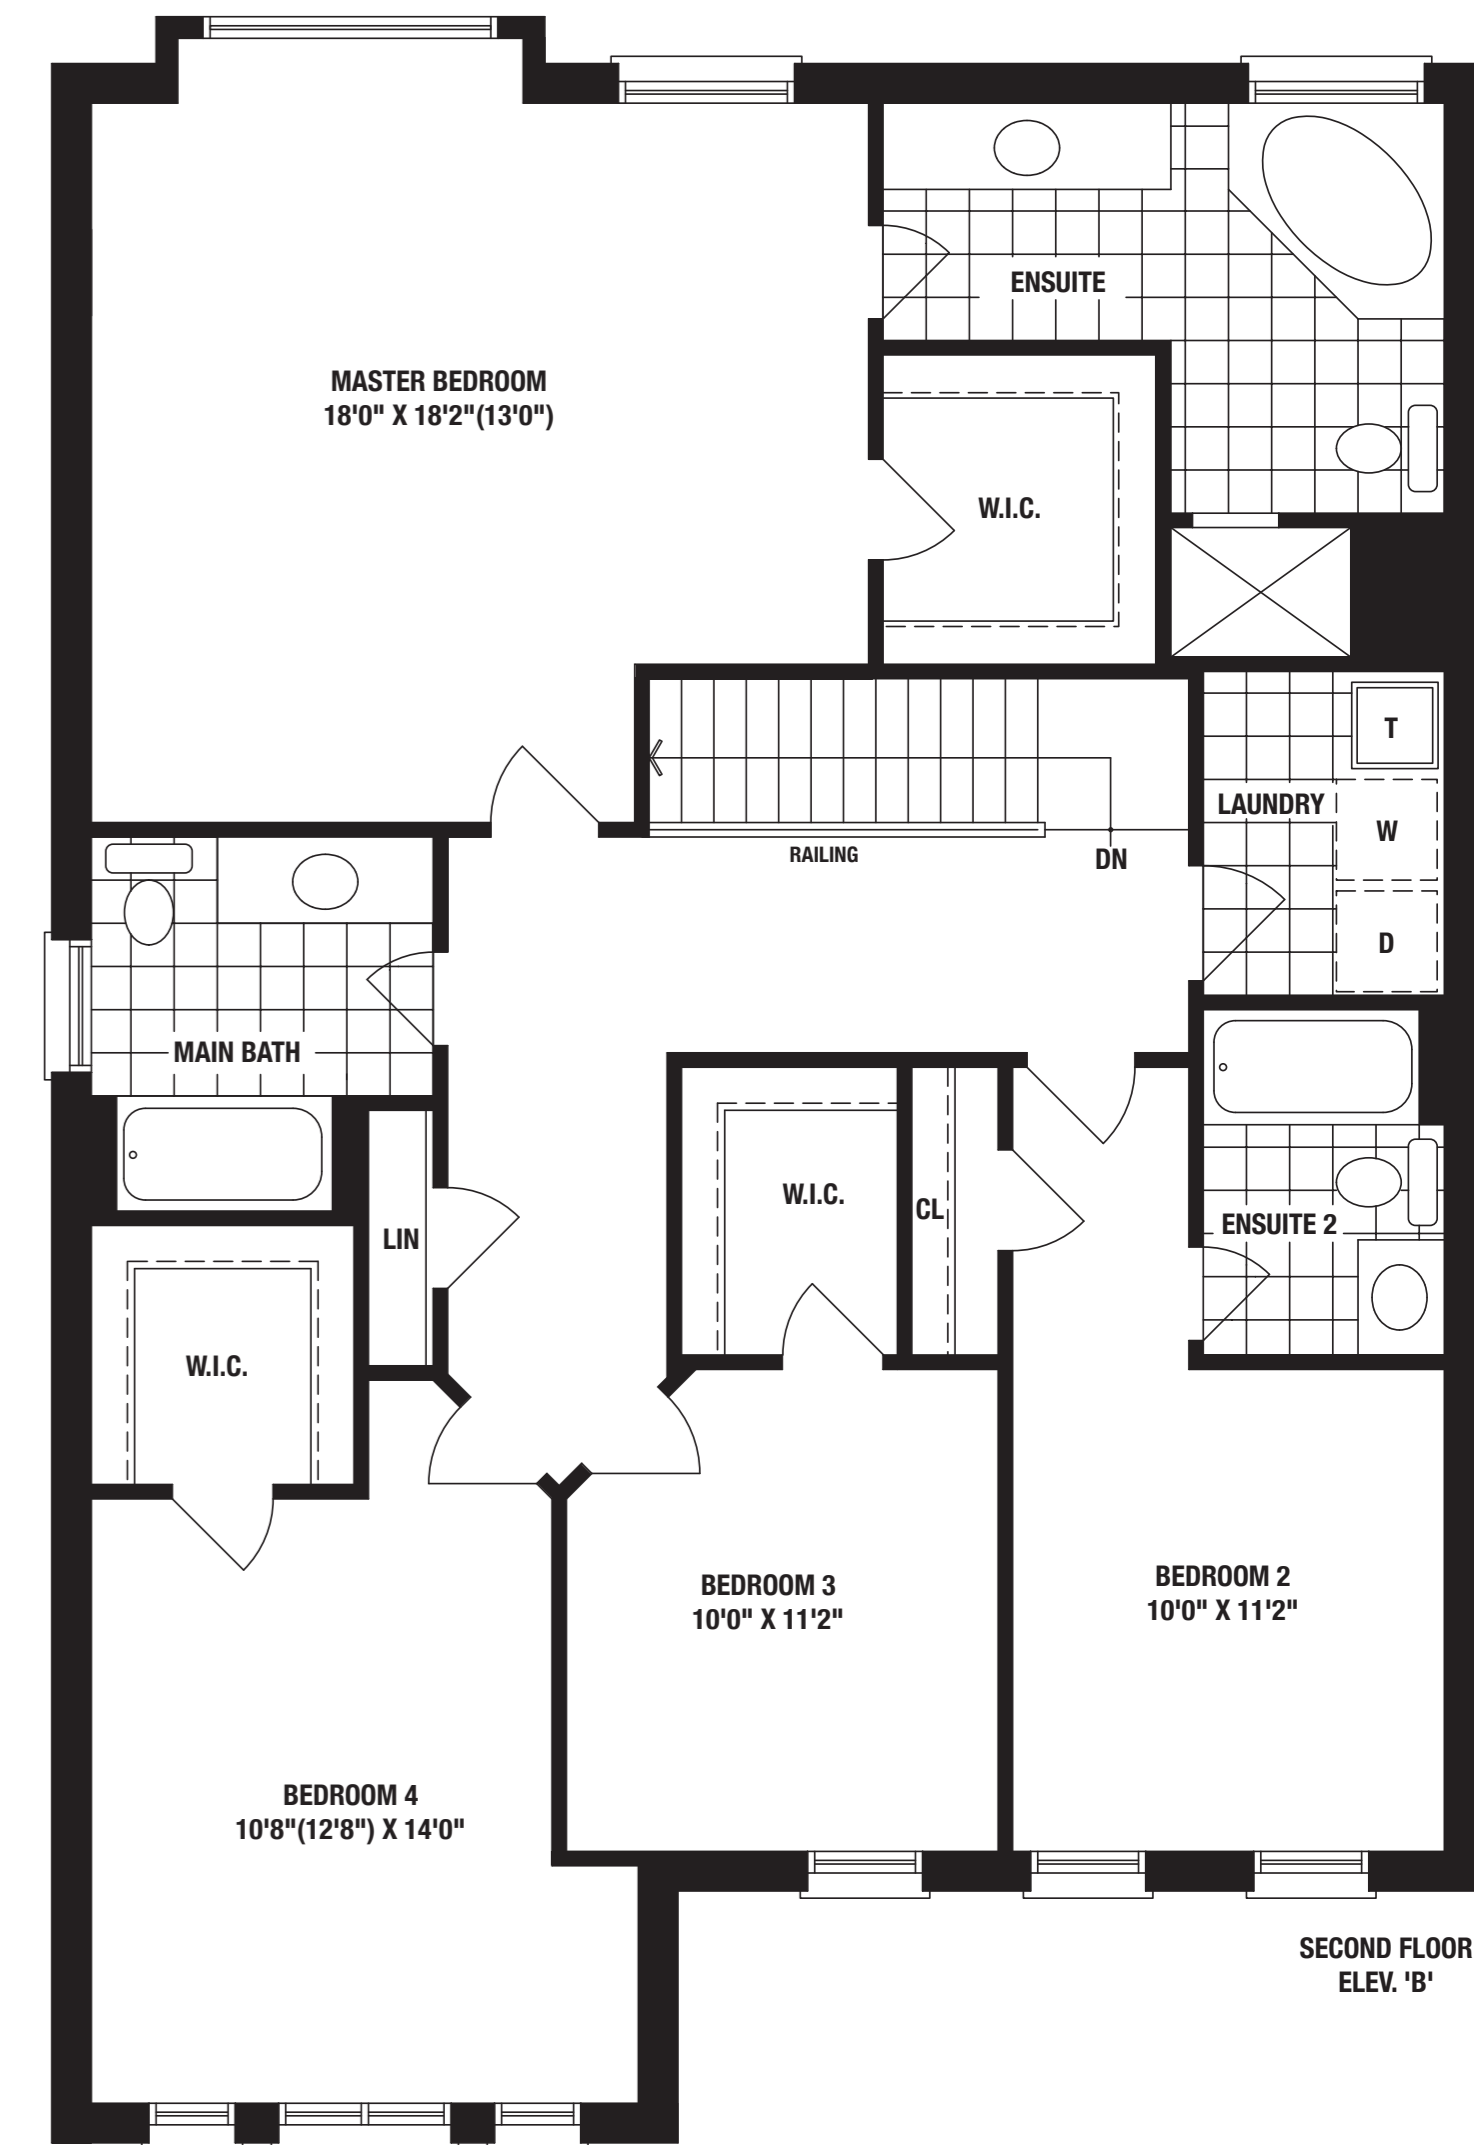 ENSUITE
MASTER BEDROOM
18'0" X 18'2"(13'0")
W.I.C.
T
LAUNDRY
W
RAILING
DN
D
MAIN BATH
W.I.C.
CL
ENSUITE 2
LIN
W.I.C.
BEDROOM 3
10'0" X 11'2"
BEDROOM 2
10'0" X 11'2"
BEDROOM 4
10'8"(12'8") X 14'0"
SECOND FLOOR
ELEV. 'B'